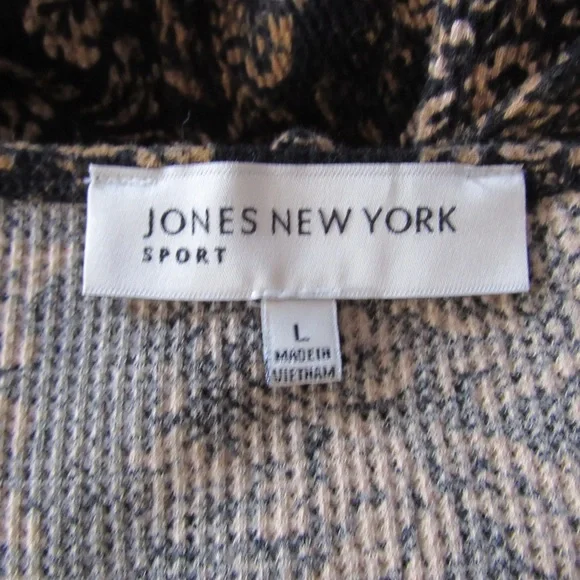 JONES NEW YORK
SPORT
L
MADE IN
VIETNAM